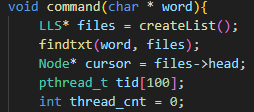 void command(char * word){
LLS* files = createList();
findtxt(word, files);
Node* cursor = files->head;
pthread_t tid[100];
int thread_cnt = 0;